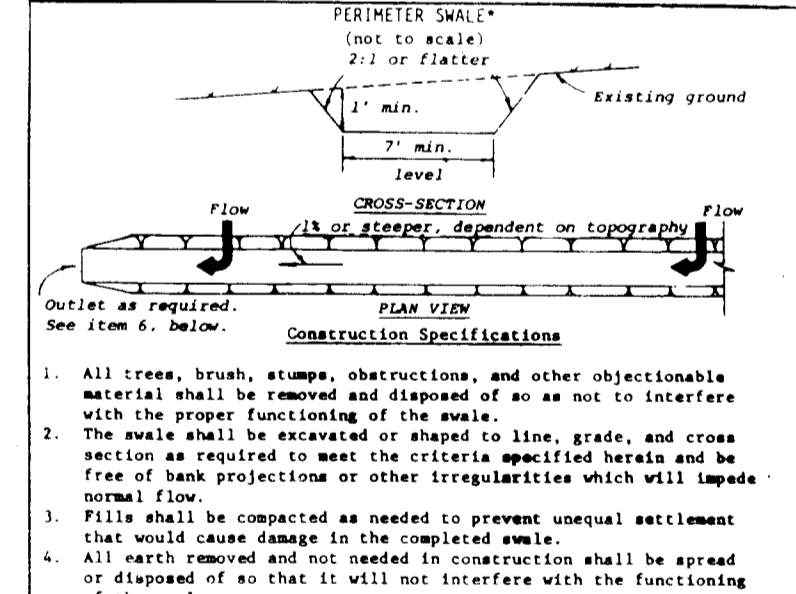 PERIMETER SWALE*
(not to scale)
2:1 or flatter
1' min.
Existing ground
7' min.
level
CROSS-SECTION
Flow
1% or steeper, dependent on topography
Flow
Outlet as required.
See item 6, below.
PLAN VIEW
Construction Specifications
1. All trees, brush, stumps, obstructions, and other objectionable
material shall be removed and disposed of so as not to interfere
with the proper functioning of the swale.
2. The swale shall be excavated or shaped to line, grade, and cross
section as required to meet the criteria specified herein and be
free of bank projections or other irregularities which will impede
normal flow.
3. Fills shall be compacted as needed to prevent unequal settlement
that would cause damage in the completed swale.
4. All earth removed and not needed in construction shall be spread
or disposed of so that it will not interfere with the functioning